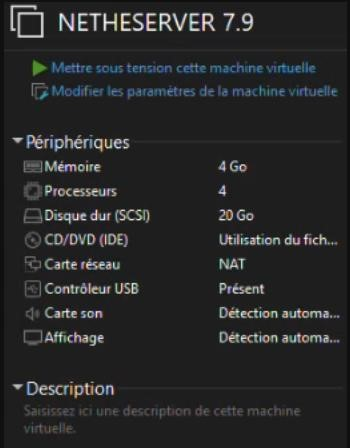 NETHESERVER 7.9
Mettre sous tension cette machine virtuelle
Modifier les paramètres de la machine virtuelle
Périphériques
Mémoire 4 Go
Processeurs 4
Disque dur (SCSI) 20 Go
CD/DVD (IDE) Utilisation du fich...
Carte réseau NAT
Contrôleur USB Présent
Carte son Détection automa...
Affichage Détection automa...
Description
Saisissez ici une description de cette machine
virtuelle.